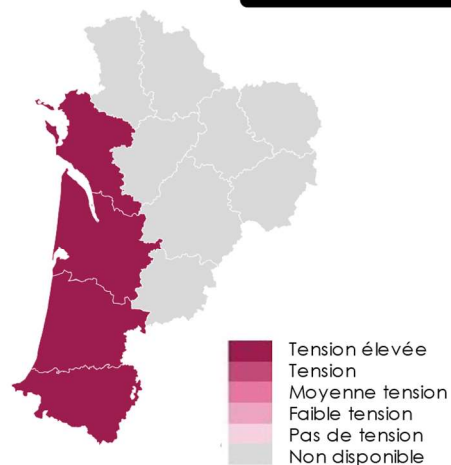 Tension élevée
Tension
Moyenne tension
Faible tension
Pas de tension
Non disponible